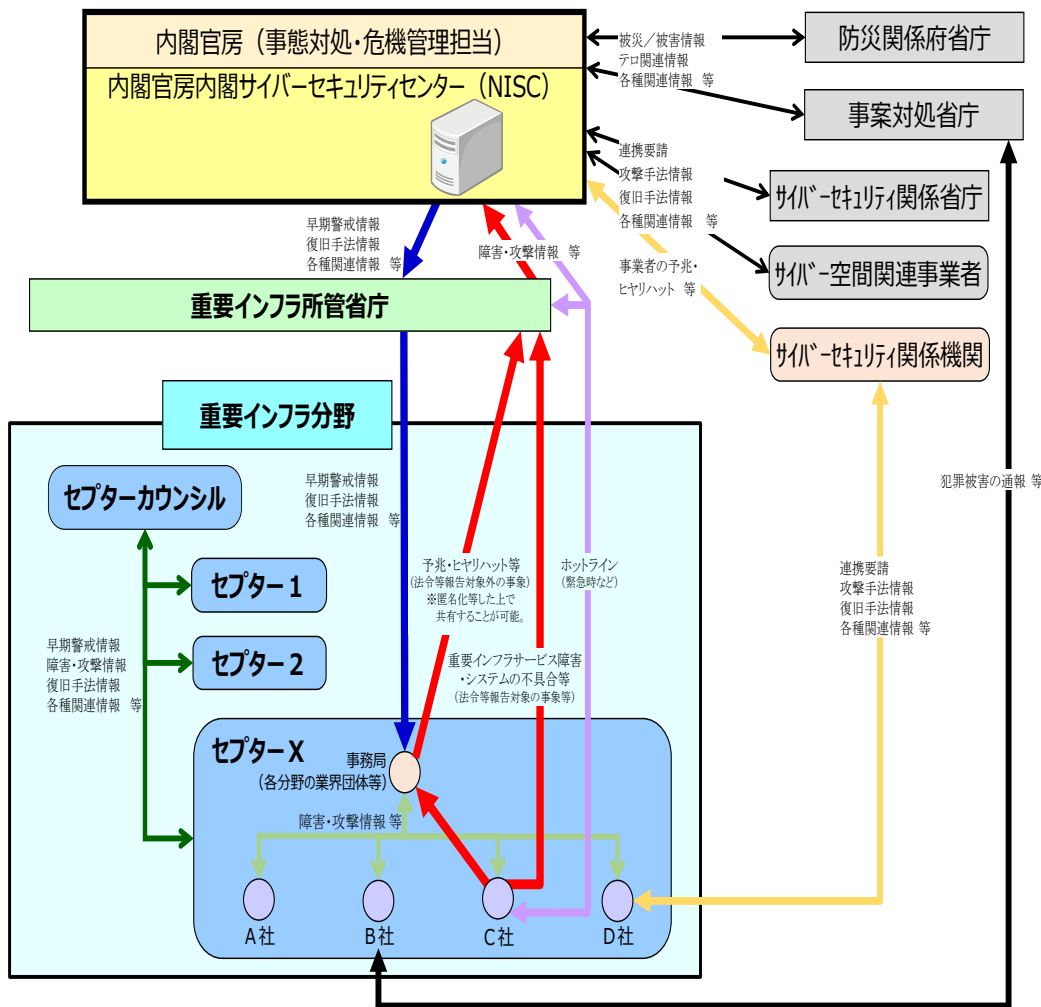 内閣官房（事態対処・危機管理担当）
内閣官房内閣サイバーセキュリティセンター（NISC）
被災／被害情報
テロ関連情報
各種関連情報 等
防災関係府省庁
事案対処省庁
連携要請
攻撃手法情報
復旧手法情報
各種関連情報 等
サイバーセキュリティ関係省庁
サイバー空間関連事業者
事業者の予兆・
ヒヤリハット 等
サイバーセキュリティ関係機関
早期警戒情報
復旧手法情報
各種関連情報 等
障害・攻撃情報 等
重要インフラ所管省庁
重要インフラ分野
セプターカウンシル
早期警戒情報
復旧手法情報
各種関連情報 等
犯罪被害の通報 等
セプター1
予兆・ヒヤリハット等
（法令等報告対象外の事象）
※匿名化等した上で
共有することが可能。
ホットライン
（緊急時など）
連携要請
攻撃手法情報
復旧手法情報
各種関連情報 等
早期警戒情報
障害・攻撃情報
復旧手法情報
各種関連情報 等
セプター2
重要インフラサービス障害
・システムの不具合等
（法令等報告対象の事象等）
セプターX
事務局
（各分野の業界団体等）
障害・攻撃情報 等
A社
B社
C社
D社